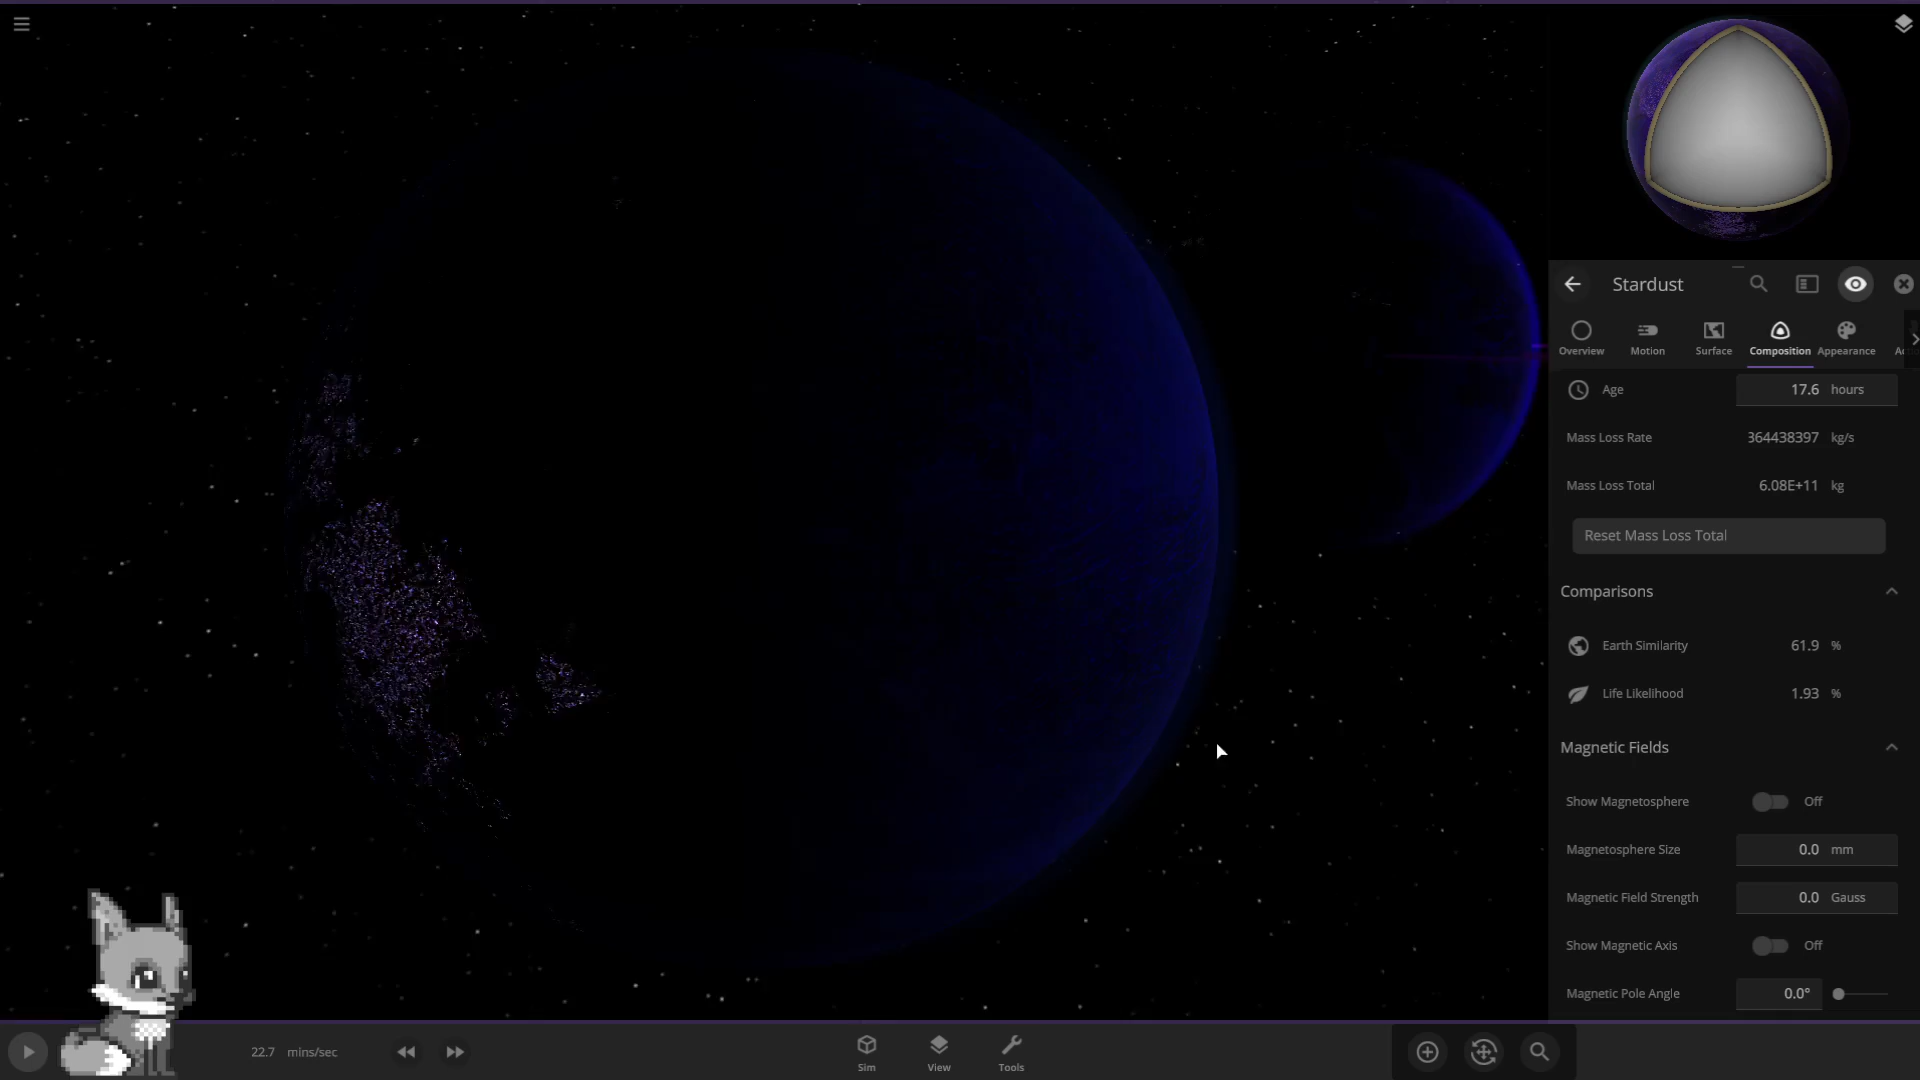 Stardust
Overview
Motion
Surface
Composition
Appearance
Age 17.6 hours
Mass Loss Rate 364438397 kg/s
Mass Loss Total 6.08E+11 kg
Reset Mass Loss Total
Comparisons
Earth Similarity 61.9 %
Life Likelihood 1.93 %
Magnetic Fields
Show Magnetosphere Off
Magnetosphere Size 0.0 mm
Magnetic Field Strength 0.0 Gauss
Show Magnetic Axis Off
Magnetic Pole Angle 0.0°
22.7 mins/sec
Sim
View
Tools